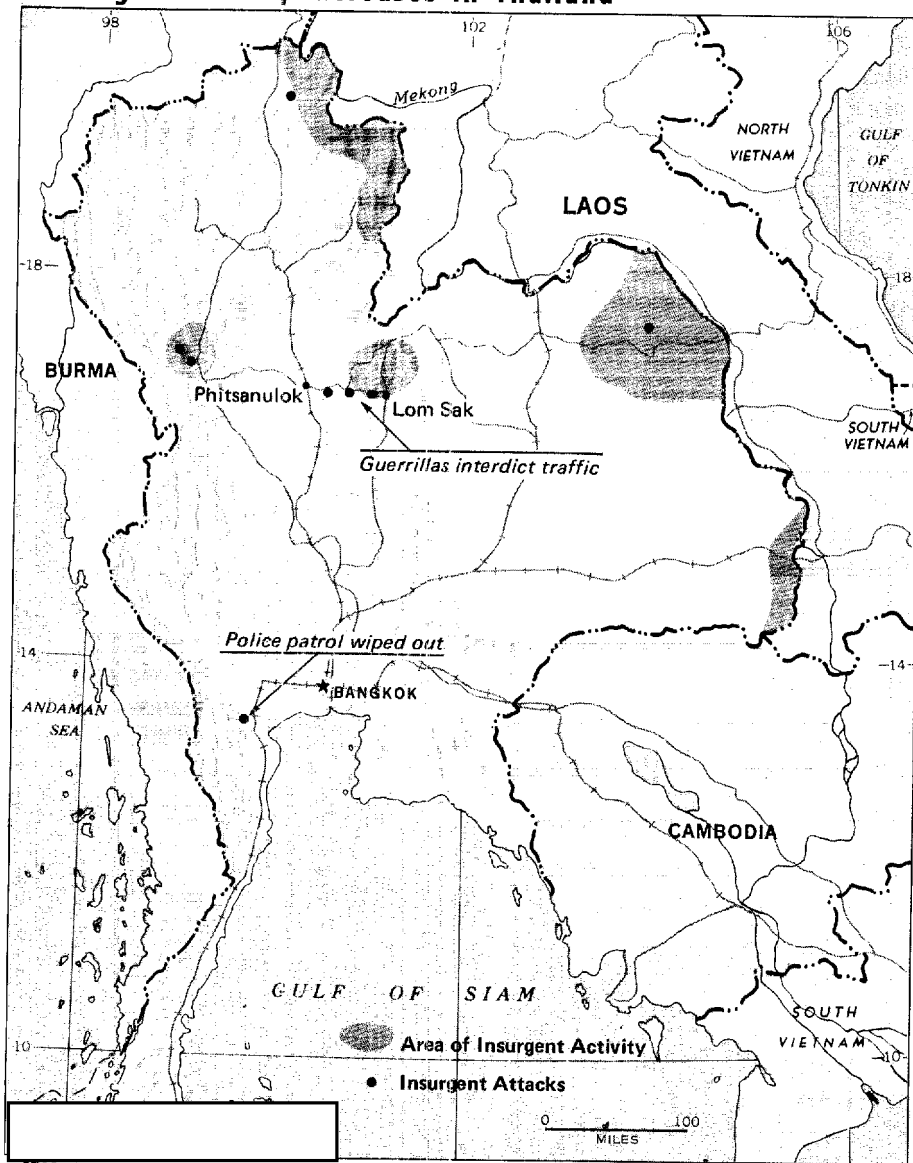 in Thailand
98
102
106
Mekong
NORTH
VIETNAM
GULF
OF
TONKIN
LAOS
18
18
BURMA
Phitsanulok
Lom Sak
SOUTH
VIETNAM
Guerrillas interdict traffic
14
Police patrol wiped out
14
BANGKOK
ANDAMAN
SEA
CAMBODIA
GULF OF SIAM
SOUTH
VIETNAM
10
10
Area of Insurgent Activity
Insurgent Attacks
0 100
MILES